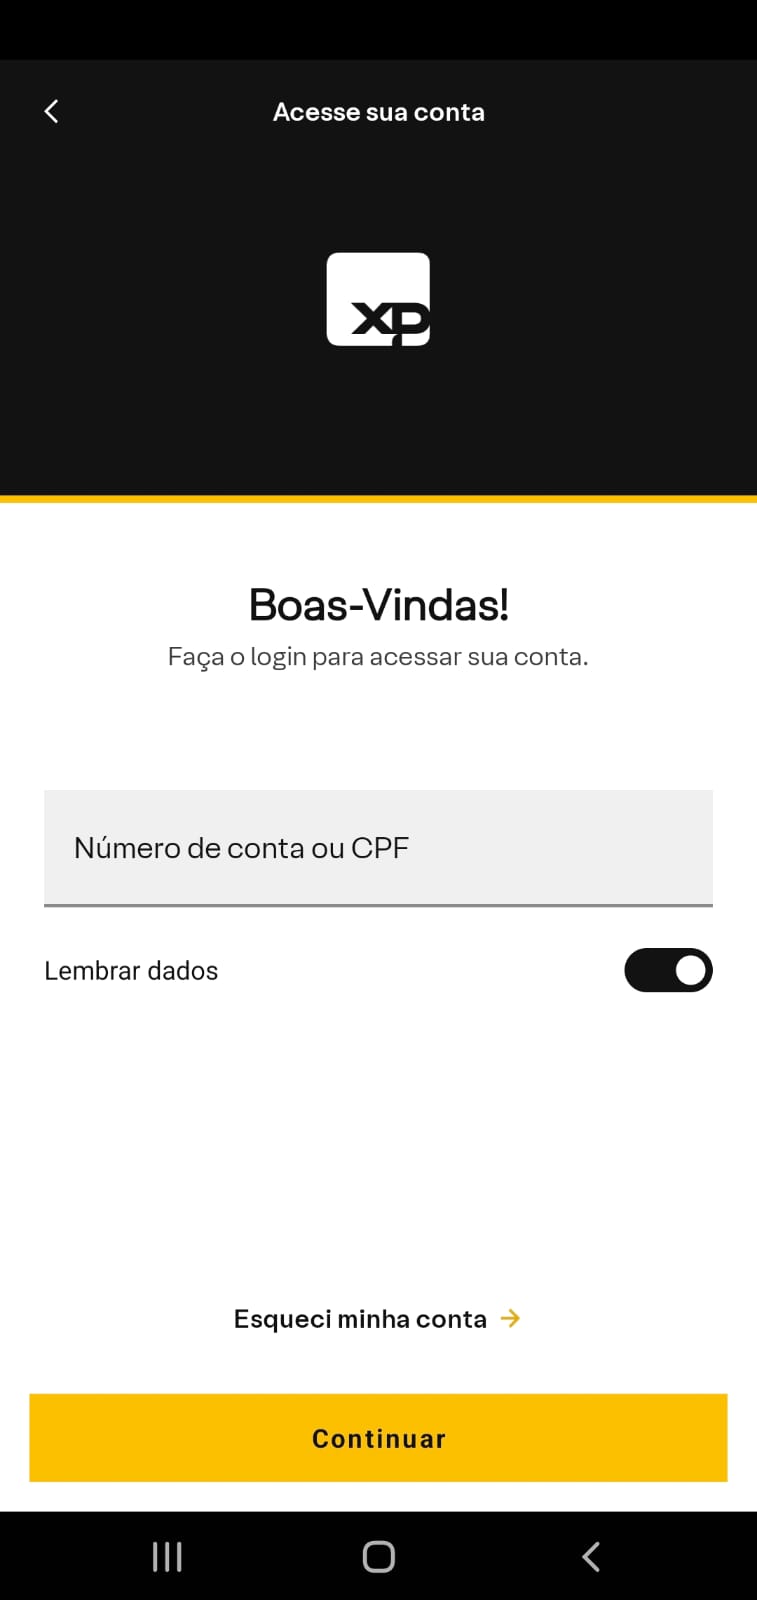 Acesse sua conta
XP
Boas-Vindas!
Faça o login para acessar sua conta.
Número de conta ou CPF
Lembrar dados
Esqueci minha conta
Continuar